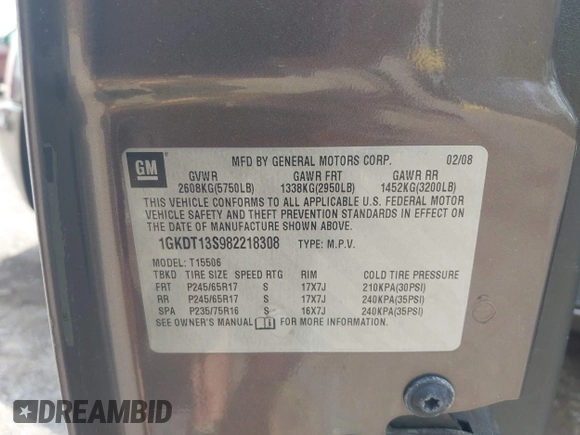 GM
MFD BY GENERAL MOTORS CORP. 02/08
GVWR GAWR FRT GAWR RR
2608KG(5750LB) 1338KG(2950LB) 1452KG(3200LB)
THIS VEHICLE CONFORMS TO ALL APPLICABLE U.S. FEDERAL MOTOR
VEHICLE SAFETY AND THEFT PREVENTION STANDARDS IN EFFECT ON
THE DATE OF MANUFACTURE SHOWN ABOVE.
1GKDT13S982218308 TYPE: M.P.V.
MODEL: T15506
TBKD TIRE SIZE SPEED RTG RIM COLD TIRE PRESSURE
FRT P245/65R17 S 17X7J 210KPA(30PSI)
RR P245/65R17 S 17X7J 240KPA(35PSI)
SPA P235/75R16 S 16X7J 240KPA(35PSI)
SEE OWNER'S MANUAL FOR MORE INFORMATION.
DREAMBID